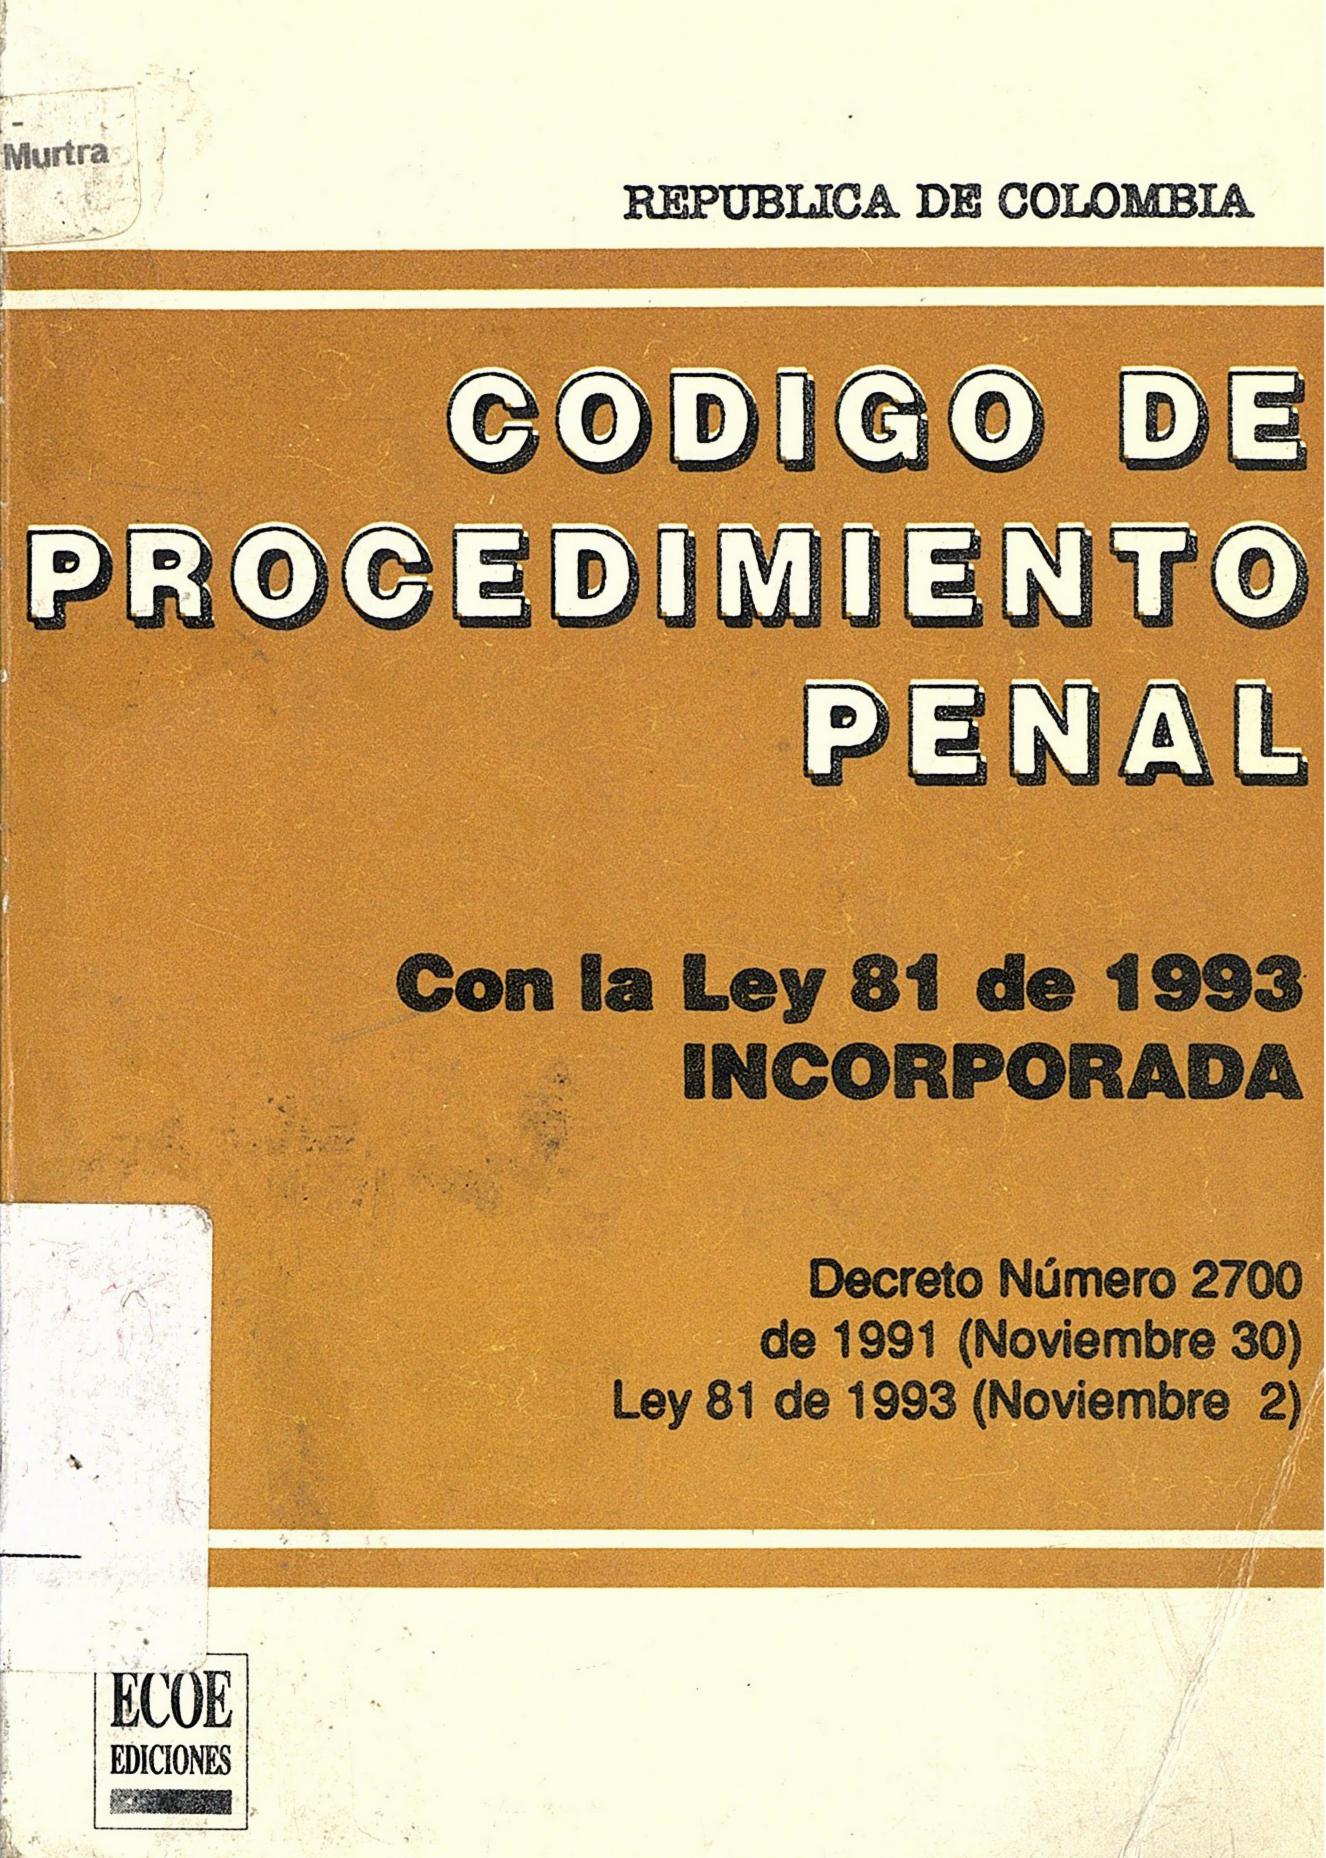 Murtra
REPUBLICA DE COLOMBIA
CODIGO DE
PROCEDIMIENTO
PENAL
Con la Ley 81 de 1993
INCORPORADA
Decreto Número 2700
de 1991 (Noviembre 30)
Ley 81 de 1993 (Noviembre 2)
ECOE
EDICIONES